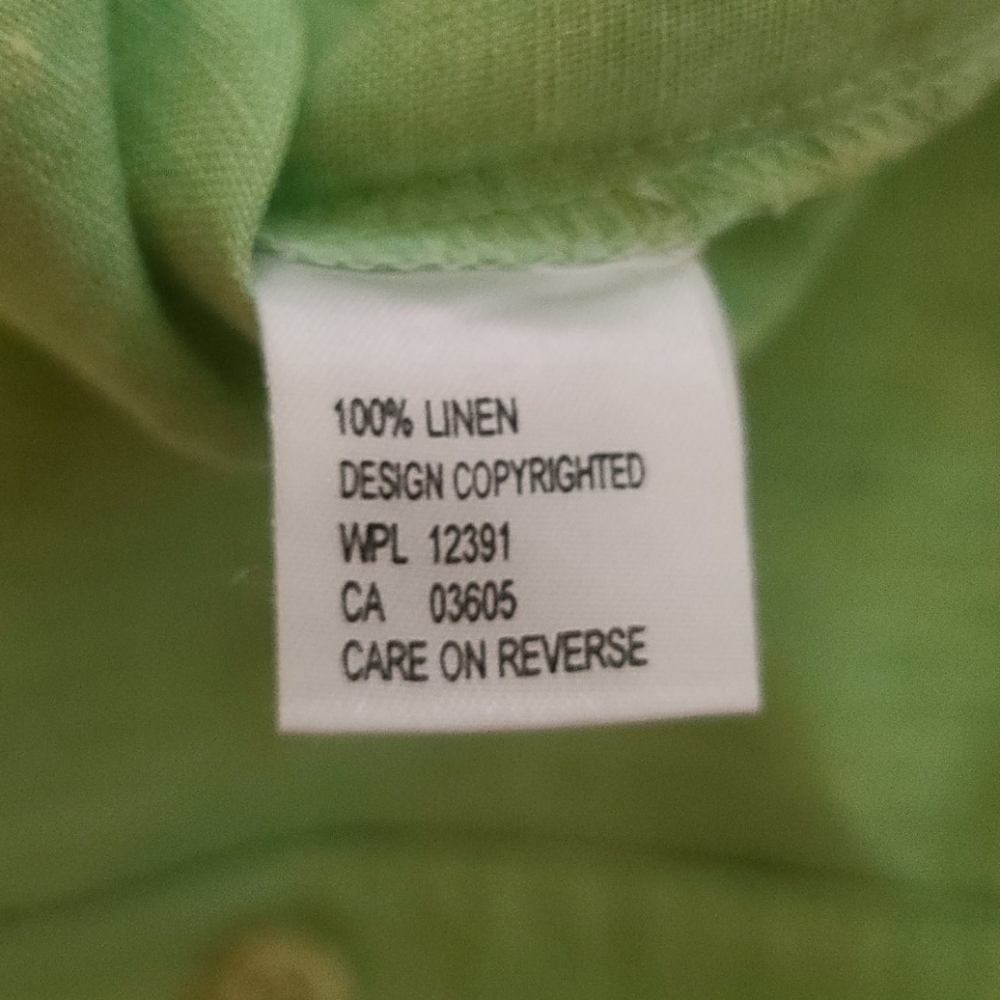 100% LINEN
DESIGN COPYRIGHTED
WPL 12391
CA 03605
CARE ON REVERSE